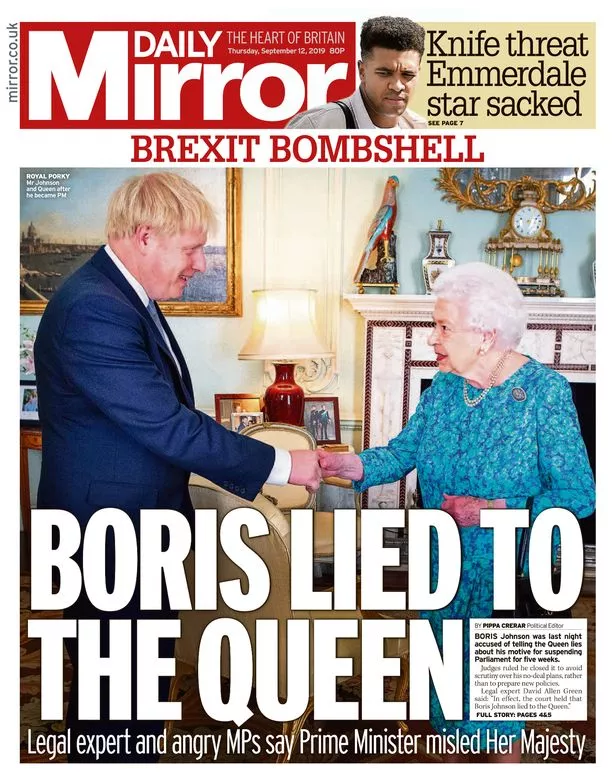 mirror.co.uk
DAILY
Mirror
THE HEART OF BRITAIN
Thursday, September 12, 2019 80P
Knife threat
Emmerdale
star sacked
SEE PAGE 7
BREXIT BOMBSHELL
ROYAL PORKY
Mr Johnson
and Queen after
he became PM
BORIS LIED TO
THE QUEEN
BY PIPPA CRERAR Political Editor
BORIS Johnson was last night
accused of telling the Queen lies
about his motive for suspending
Parliament for five weeks.
Judges ruled he closed it to avoid
scrutiny over his no-deal plans, rather
than to prepare new policies.
Legal expert David Allen Green
said: "In effect, the court held that
Boris Johnson lied to the Queen."
FULL STORY: PAGES 4&5
Legal expert and angry MPs say Prime Minister misled Her Majesty